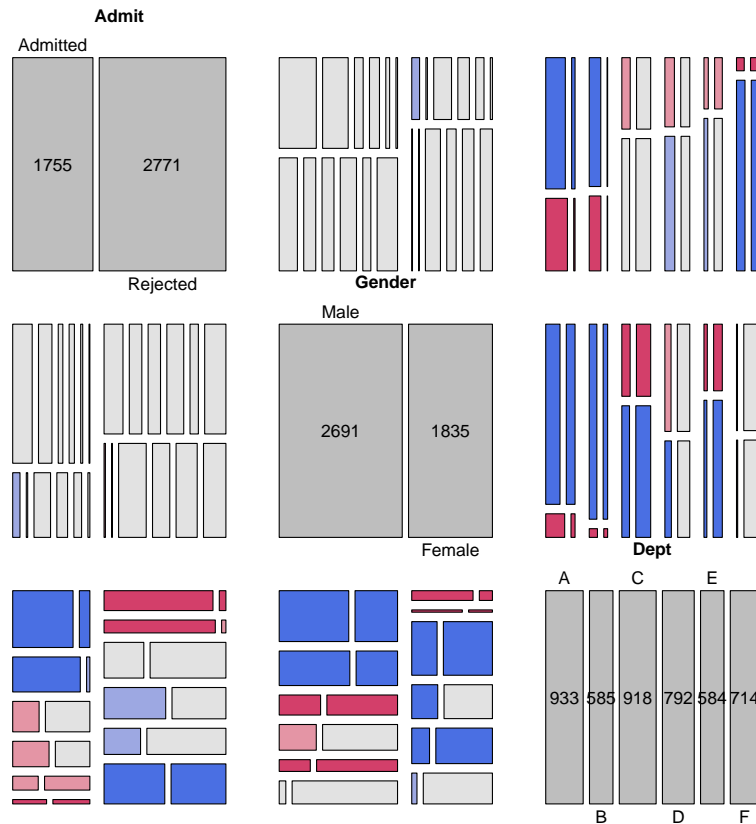 Admit
Admitted
1755 2771
Rejected
Gender
Male
2691 1835
Female
Dept
A C E
933 585 918 792 584 714
B D F